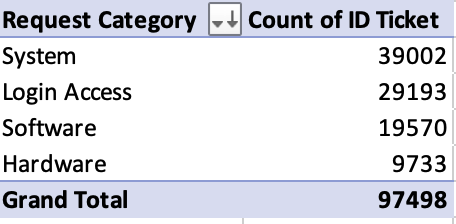 Request Category Count of ID Ticket
System 39002
Login Access 29193
Software 19570
Hardware 9733
Grand Total 97498